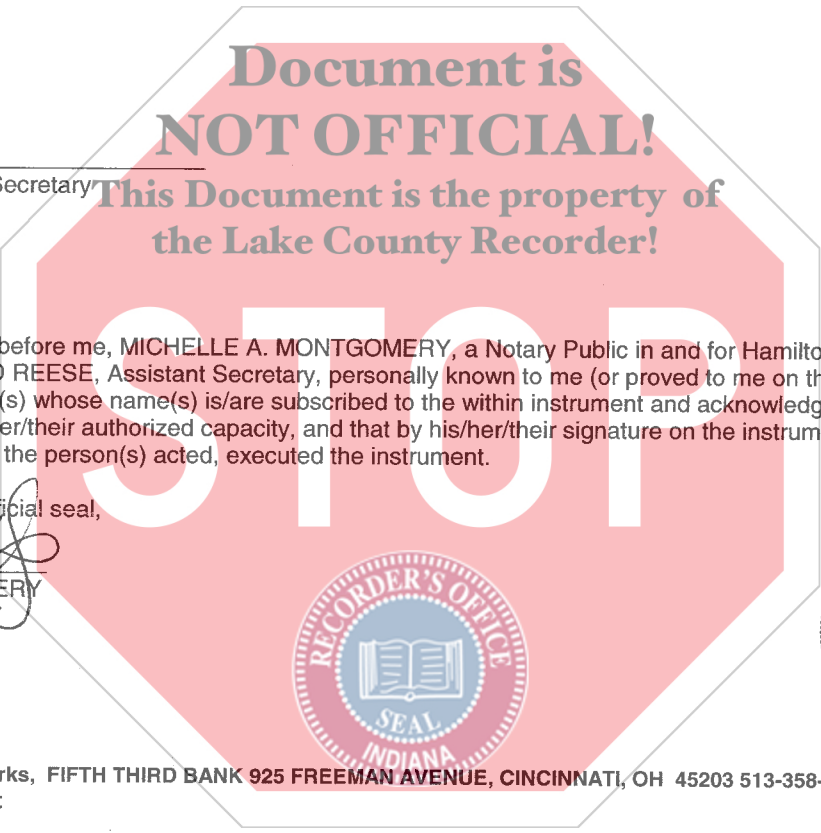 Document is
NOT OFFICIAL!
Secretary This Document is the property of
the Lake County Recorder!
STOP
before me, MICHELLE A. MONTGOMERY, a Notary Public in and for Hamilto
REESE, Assistant Secretary, personally known to me (or proved to me on th
(s) whose name(s) is/are subscribed to the within instrument and acknowledg
er/their authorized capacity, and that by his/her/their signature on the instrum
the person(s) acted, executed the instrument.
icial seal,
ERY
RECORDER'S OFFICE
SEAL
INDIANA
rks, FIFTH THIRD BANK 925 FREEMAN AVENUE, CINCINNATI, OH 45203 513-358-